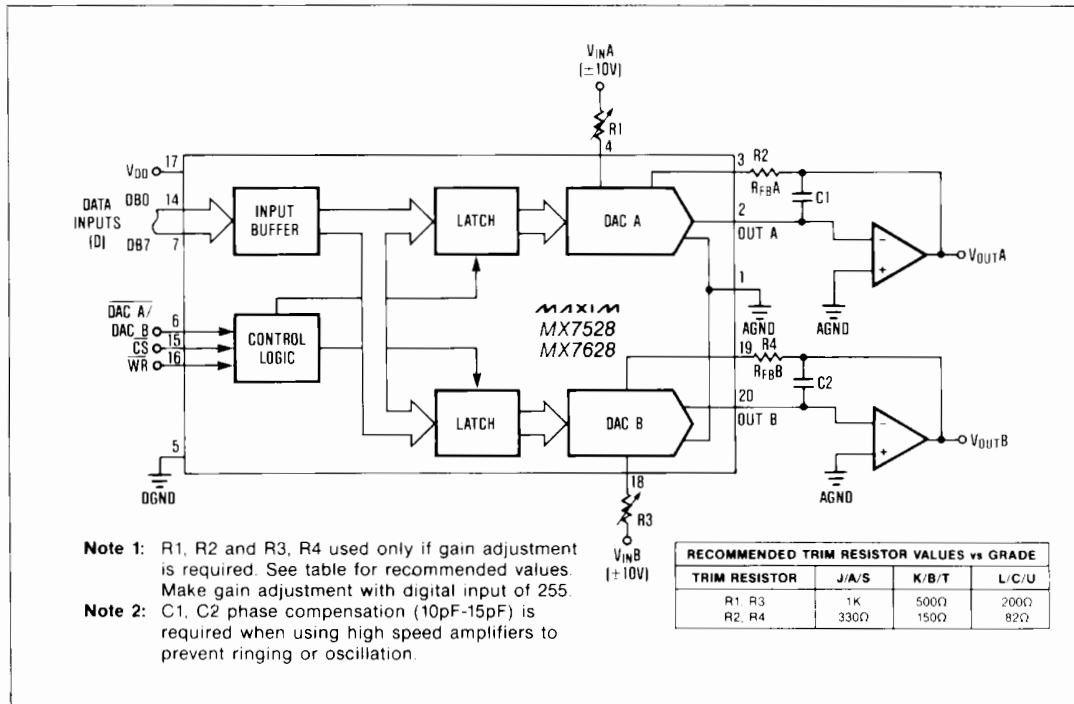 VINA
(±10V)
R1
4
17
VDD
DB0
14
DATA
INPUTS
(D)
DB7
7
INPUT
BUFFER
LATCH
DAC A
3
R2
RFBA
C1
2
OUT A
−
+
VOUTA
1
AGND
AGND
DAC A/
DAC B
6
CS
15
WR
16
CONTROL
LOGIC
MAXIM
MX7528
MX7628
19
R4
RFBB
C2
LATCH
DAC B
20
OUT B
−
+
VOUTB
AGND
5
DGND
18
R3
VINB
(±10V)
Note 1: R1, R2 and R3, R4 used only if gain adjustment
is required. See table for recommended values.
Make gain adjustment with digital input of 255.
Note 2: C1, C2 phase compensation (10pF-15pF) is
required when using high speed amplifiers to
prevent ringing or oscillation.
RECOMMENDED TRIM RESISTOR VALUES vs GRADE
TRIM RESISTOR J/A/S K/B/T L/C/U
R1, R3 1K 500Ω 200Ω
R2, R4 330Ω 150Ω 82Ω